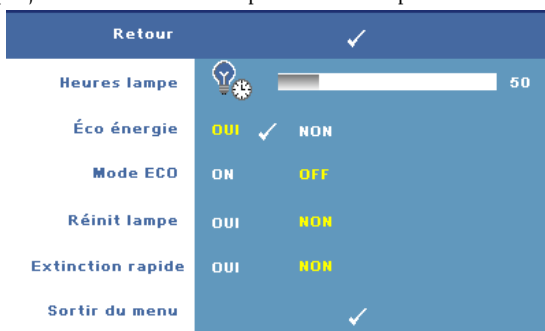 Retour
Heures lampe 50
Éco énergie OUI NON
Mode ECO ON OFF
Réinit lampe OUI NON
Extinction rapide OUI NON
Sortir du menu